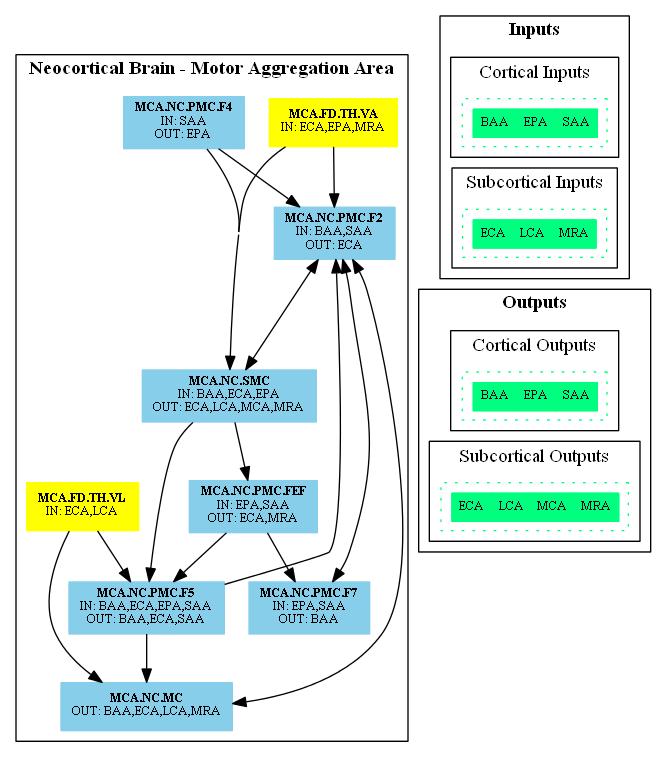 Neocortical Brain - Motor Aggregation Area
MCA.NC.PMC.F4
IN: SAA
OUT: EPA
MCA.FD.TH.VA
IN: ECA,EPA,MRA
MCA.NC.PMC.F2
IN: BAA,SAA
OUT: ECA
MCA.NC.SMC
IN: BAA,ECA,EPA
OUT: ECA,LCA,MCA,MRA
MCA.FD.TH.VL
IN: ECA,LCA
MCA.NC.PMC.FEF
IN: EPA,SAA
OUT: ECA,MRA
MCA.NC.PMC.F5
IN: BAA,ECA,EPA,SAA
OUT: BAA,ECA,SAA
MCA.NC.PMC.F7
IN: EPA,SAA
OUT: BAA
MCA.NC.MC
OUT: BAA,ECA,LCA,MRA
Inputs
Cortical Inputs
BAA EPA SAA
Subcortical Inputs
ECA LCA MRA
Outputs
Cortical Outputs
BAA EPA SAA
Subcortical Outputs
ECA LCA MCA MRA